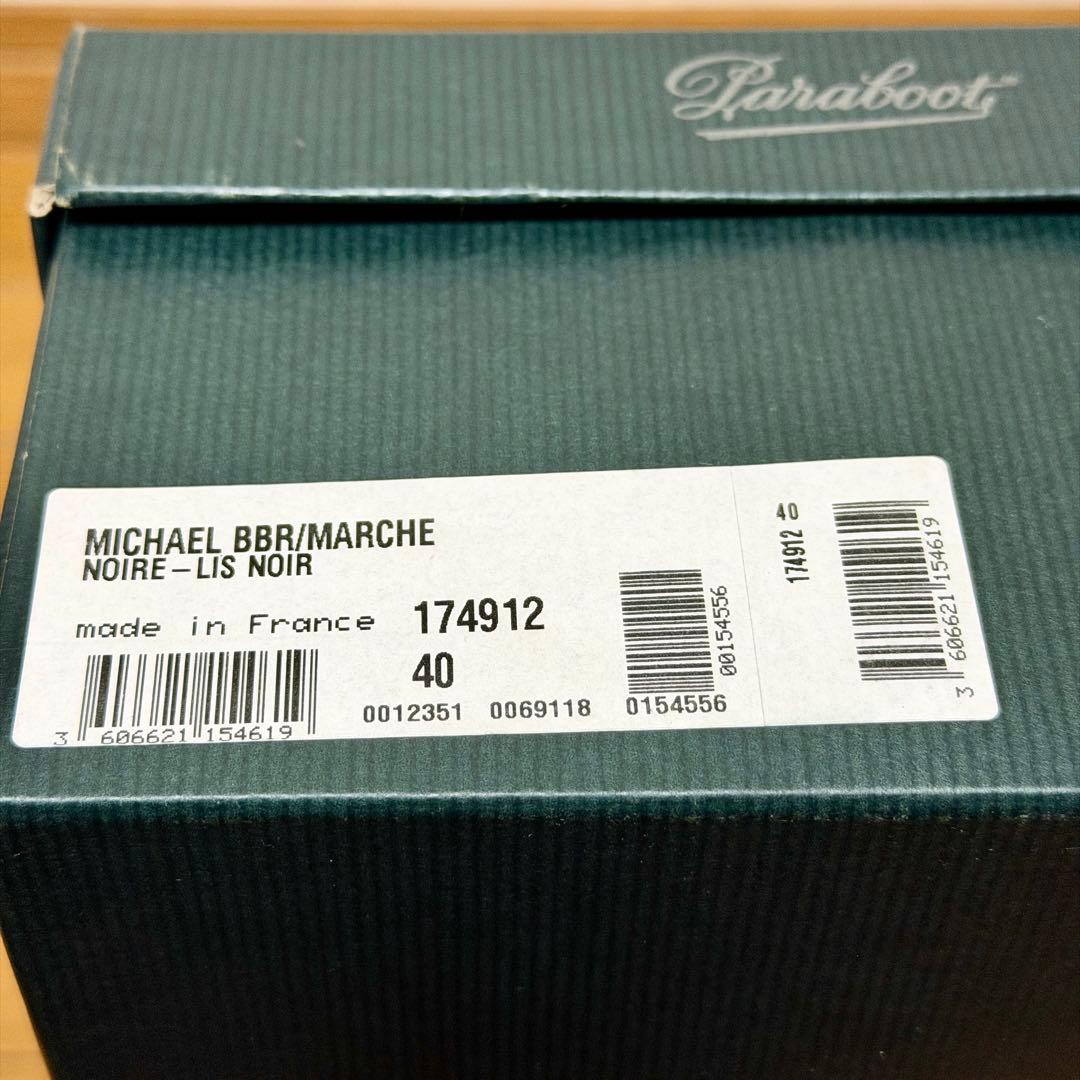 Paraboot
MICHAEL BBR/MARCHE
NOIRE-LIS NOIR
made in France 174912
40
0012351 0069118 0154556
3 606621 154619
00154556
40
174912
3 606621 154619